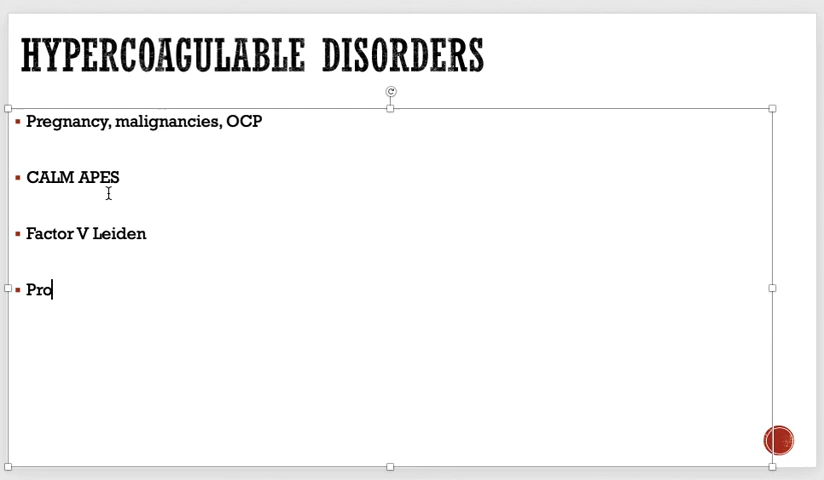 HYPERCOAGULABLE DISORDERS
Pregnancy, malignancies, OCP
CALM APES
Factor V Leiden
Pro